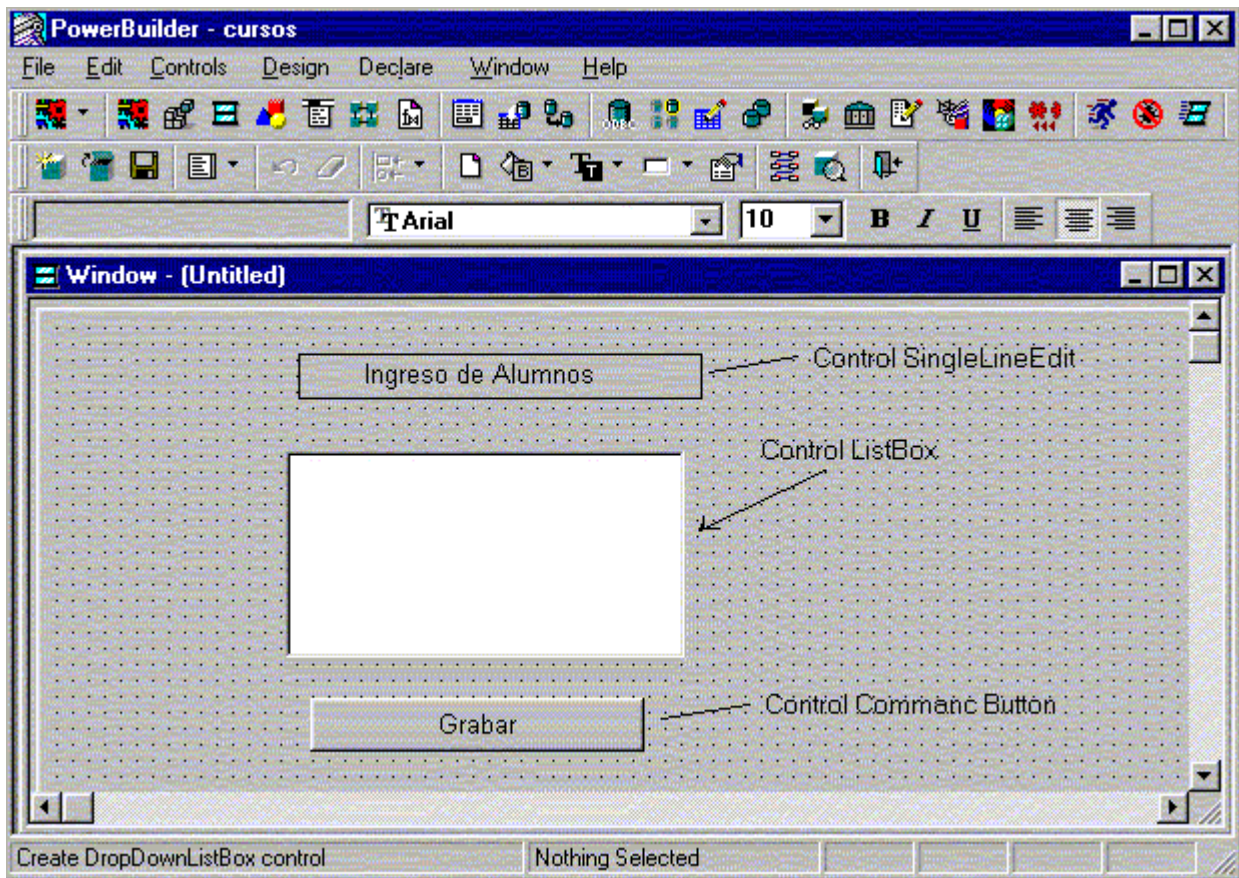 PowerBuilder - cursos
File Edit Controls Design Declare Window Help
ODBC
Arial 10 B I U
Window - (Untitled)
Ingreso de Alumnos
Control SingleLineEdit
Control ListBox
Grabar
Control Commanc Button
Create DropDownListBox control Nothing Selected